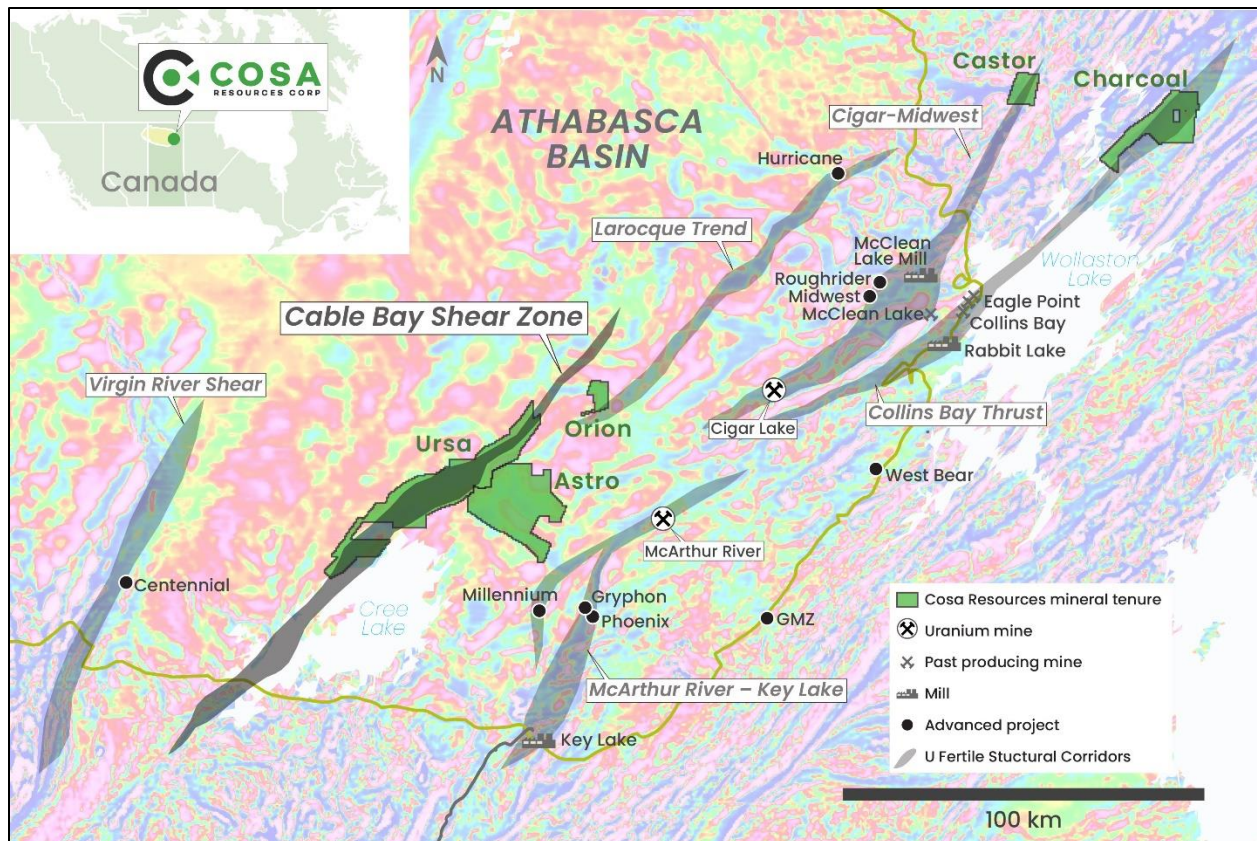 COSA
RESOURCES CORP
Canada
N
ATHABASCA
BASIN
Castor
Charcoal
Cigar-Midwest
Hurricane
Larocque Trend
McClean
Lake Mill
Roughrider
Midwest
McClean Lake
Wollaston
Lake
Eagle Point
Collins Bay
Rabbit Lake
Cable Bay Shear Zone
Virgin River Shear
Orion
Cigar Lake
Collins Bay Thrust
Ursa
Astro
West Bear
McArthur River
Centennial
Millennium
Gryphon
Phoenix
GMZ
Cree
Lake
McArthur River – Key Lake
Key Lake
Cosa Resources mineral tenure
Uranium mine
Past producing mine
Mill
Advanced project
U Fertile Stuctural Corridors
100 km